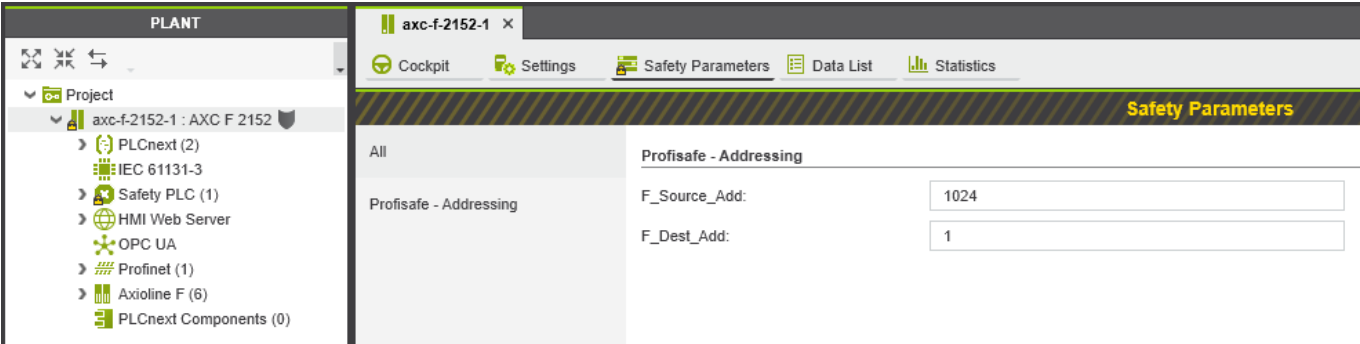 PLANT
Project
axc-f-2152-1 : AXC F 2152
PLCnext (2)
IEC 61131-3
Safety PLC (1)
HMI Web Server
OPC UA
Profinet (1)
Axioline F (6)
PLCnext Components (0)
axc-f-2152-1
Cockpit Settings Safety Parameters Data List Statistics
Safety Parameters
All
Profisafe - Addressing
Profisafe - Addressing
F_Source_Add: 1024
F_Dest_Add: 1